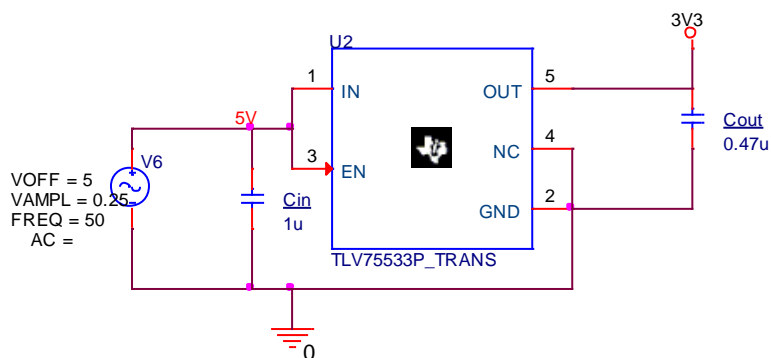 3V3
U2
1
IN
OUT
5
5V
Cout
0.47u
NC
4
3
EN
V6
VOFF = 5
VAMPL = 0.25
FREQ = 50
AC =
Cin
1u
GND
2
TLV75533P_TRANS
0